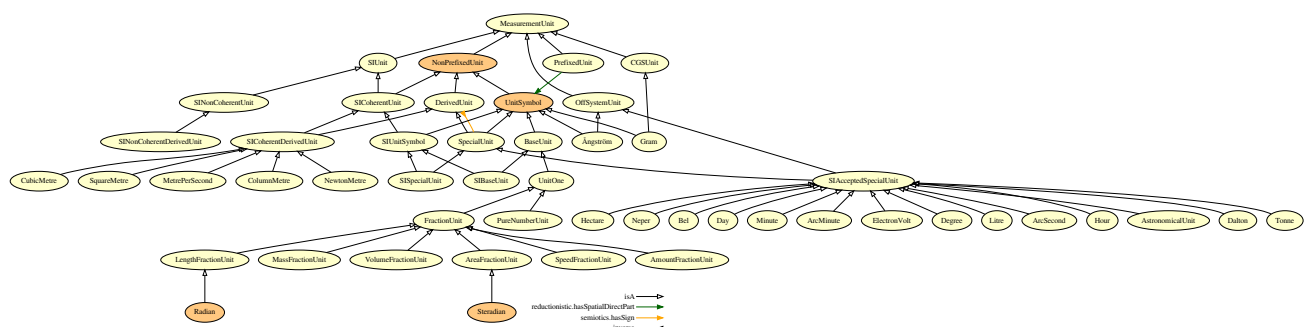 MeasurementUnit
SIUnit NonPrefixedUnit PrefixedUnit CGSUnit
SINonCoherentUnit SICoherentUnit DerivedUnit UnitSymbol OffSystemUnit
SINonCoherentDerivedUnit SICoherentDerivedUnit SIUnitSymbol SpecialUnit BaseUnit Ångström Gram
CubicMetre SquareMetre MetrePerSecond ColumnMetre NewtonMetre SISpecialUnit SIBaseUnit UnitOne SIAcceptedSpecialUnit
FractionUnit PureNumberUnit Hectare Neper Bel Day Minute ArcMinute ElectronVolt Degree Litre ArcSecond Hour AstronomicalUnit Dalton Tonne
LengthFractionUnit MassFractionUnit VolumeFractionUnit AreaFractionUnit SpeedFractionUnit AmountFractionUnit
isA
reductionistic.hasSpatialDirectPart
Radian Steradian
semiotics.hasSign